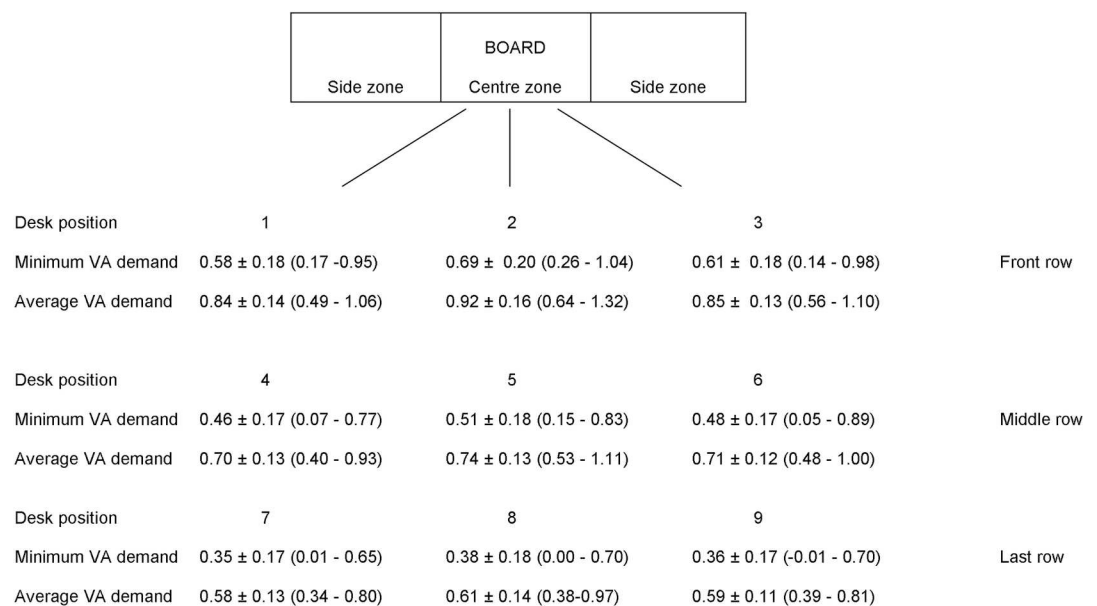 BOARD
Side zone Centre zone Side zone
Desk position 1 2 3
Minimum VA demand 0.58 ± 0.18 (0.17 -0.95) 0.69 ± 0.20 (0.26 - 1.04) 0.61 ± 0.18 (0.14 - 0.98) Front row
Average VA demand 0.84 ± 0.14 (0.49 - 1.06) 0.92 ± 0.16 (0.64 - 1.32) 0.85 ± 0.13 (0.56 - 1.10)
Desk position 4 5 6
Minimum VA demand 0.46 ± 0.17 (0.07 - 0.77) 0.51 ± 0.18 (0.15 - 0.83) 0.48 ± 0.17 (0.05 - 0.89) Middle row
Average VA demand 0.70 ± 0.13 (0.40 - 0.93) 0.74 ± 0.13 (0.53 - 1.11) 0.71 ± 0.12 (0.48 - 1.00)
Desk position 7 8 9
Minimum VA demand 0.35 ± 0.17 (0.01 - 0.65) 0.38 ± 0.18 (0.00 - 0.70) 0.36 ± 0.17 (-0.01 - 0.70) Last row
Average VA demand 0.58 ± 0.13 (0.34 - 0.80) 0.61 ± 0.14 (0.38-0.97) 0.59 ± 0.11 (0.39 - 0.81)